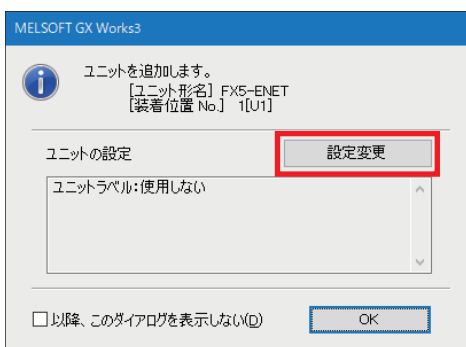 MELSOFT GX Works3
ユニットを追加します。
[ユニット形名] FX5-ENET
[装着位置 No.] 1[U1]
ユニットの設定
設定変更
ユニットラベル:使用しない
以降、このダイアログを表示しない(D)
OK